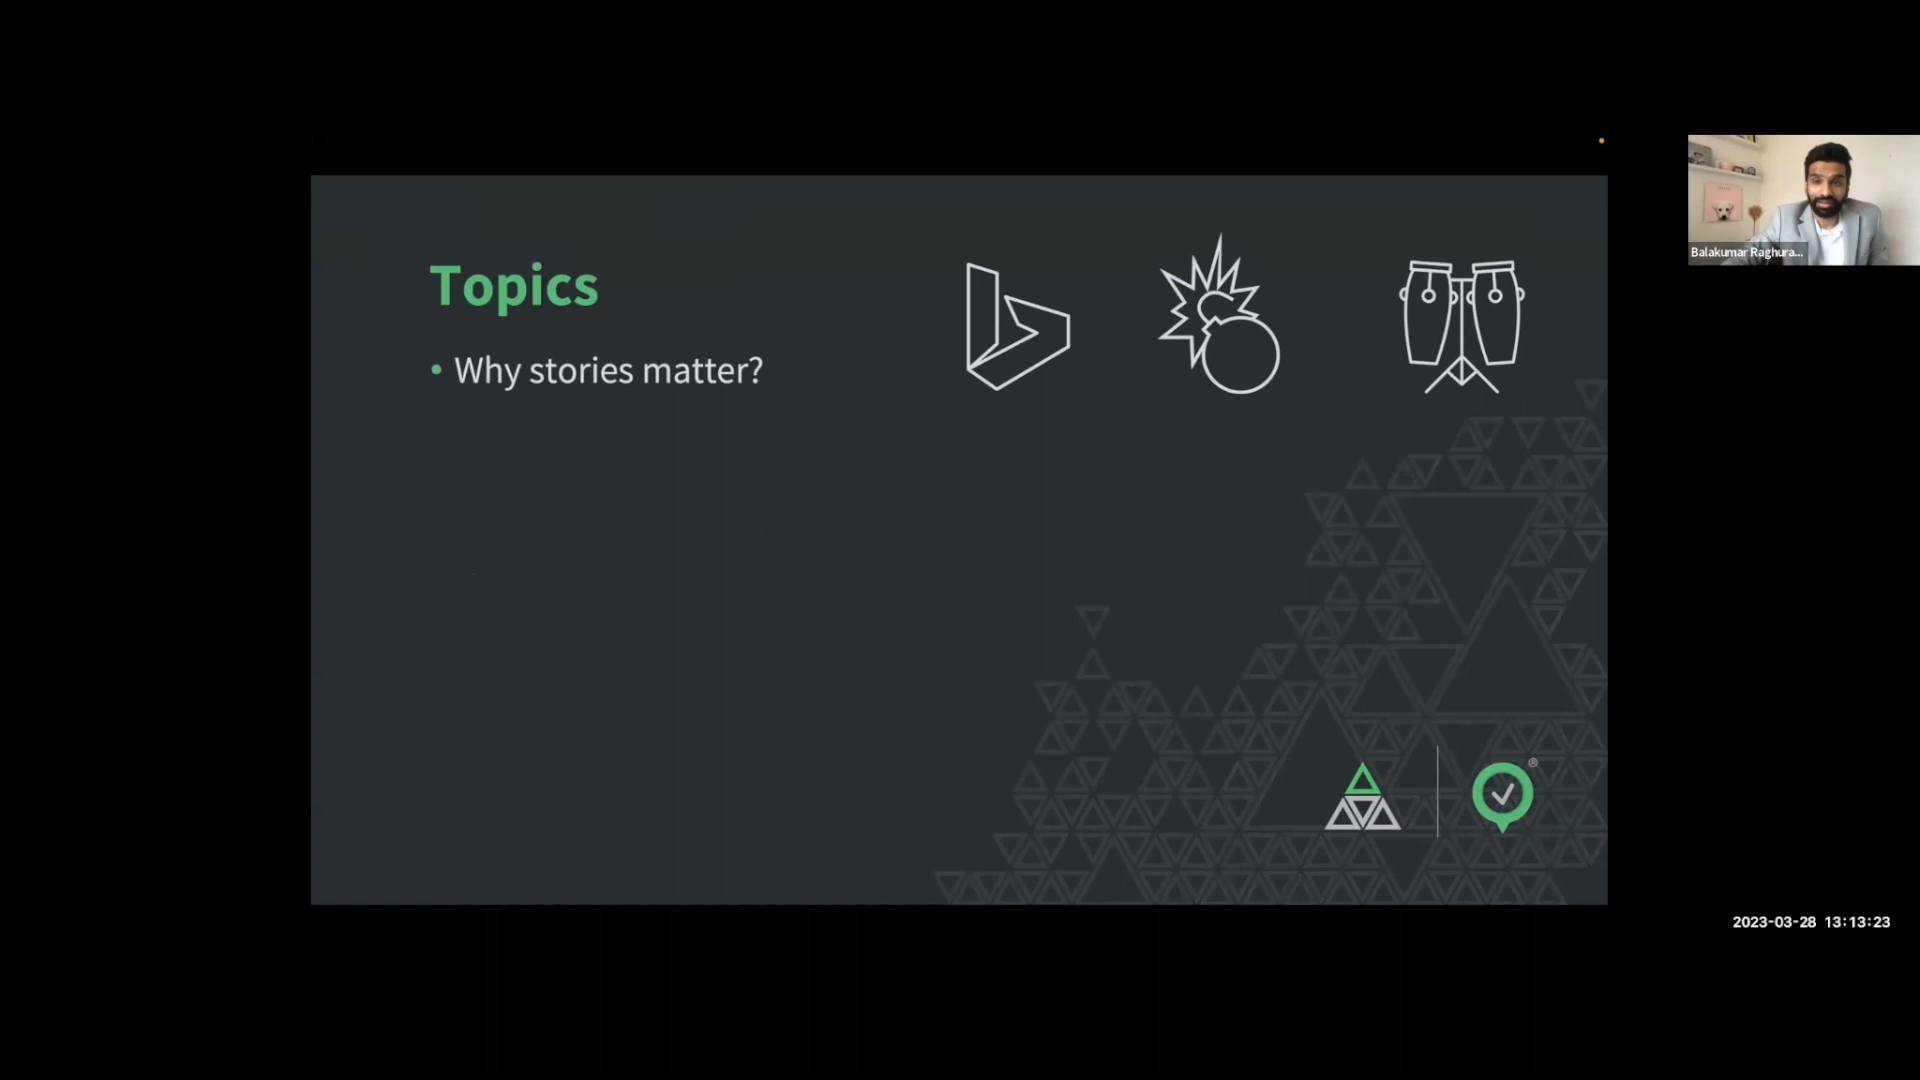 Topics
• Why stories matter?
®
Balakumar Raghura...
2023-03-28 13:13:23